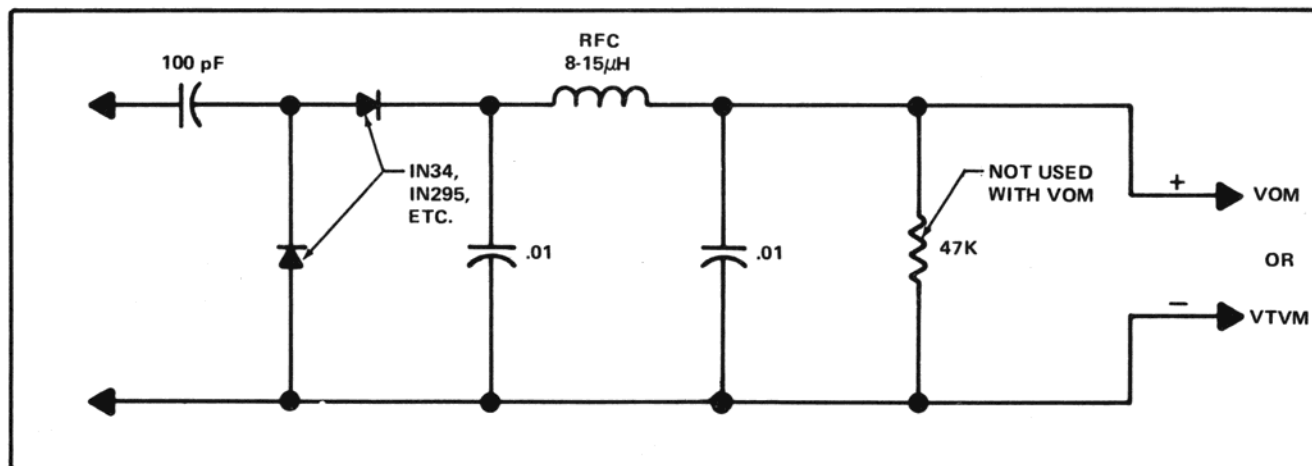 100 pF
RFC
8-15μH
IN34,
IN295,
ETC.
.01
.01
NOT USED
WITH VOM
47K
+
VOM
OR
−
VTVM